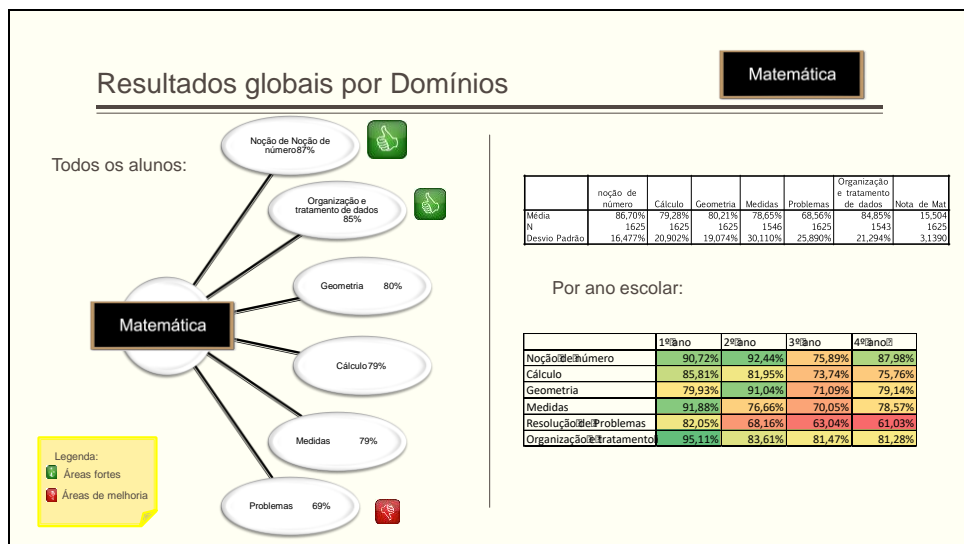 Resultados globais por Domínios
Matemática
Todos os alunos:
Noção de Noção de
número87%
Organização e
tratamento de dados
85%
Geometria 80%
Matemática
Cálculo79%
Medidas 79%
Problemas 69%
Legenda:
Áreas fortes
Áreas de melhoria
noção de número Cálculo Geometria Medidas Problemas Organização e tratamento de dados Nota de Mat
Média 86,70% 79,28% 80,21% 78,65% 68,56% 84,85% 15,504
N 1625 1625 1625 1546 1625 1543 1625
Desvio Padrão 16,477% 20,902% 19,074% 30,110% 25,890% 21,294% 3,1390
Por ano escolar:
1º ano 2º ano 3º ano 4º ano
Noção de número 90,72% 92,44% 75,89% 87,98%
Cálculo 85,81% 81,95% 73,74% 75,76%
Geometria 79,93% 91,04% 71,09% 79,14%
Medidas 91,88% 76,66% 70,05% 78,57%
Resolução de Problemas 82,05% 68,16% 63,04% 61,03%
Organização e tratamento 95,11% 83,61% 81,47% 81,28%